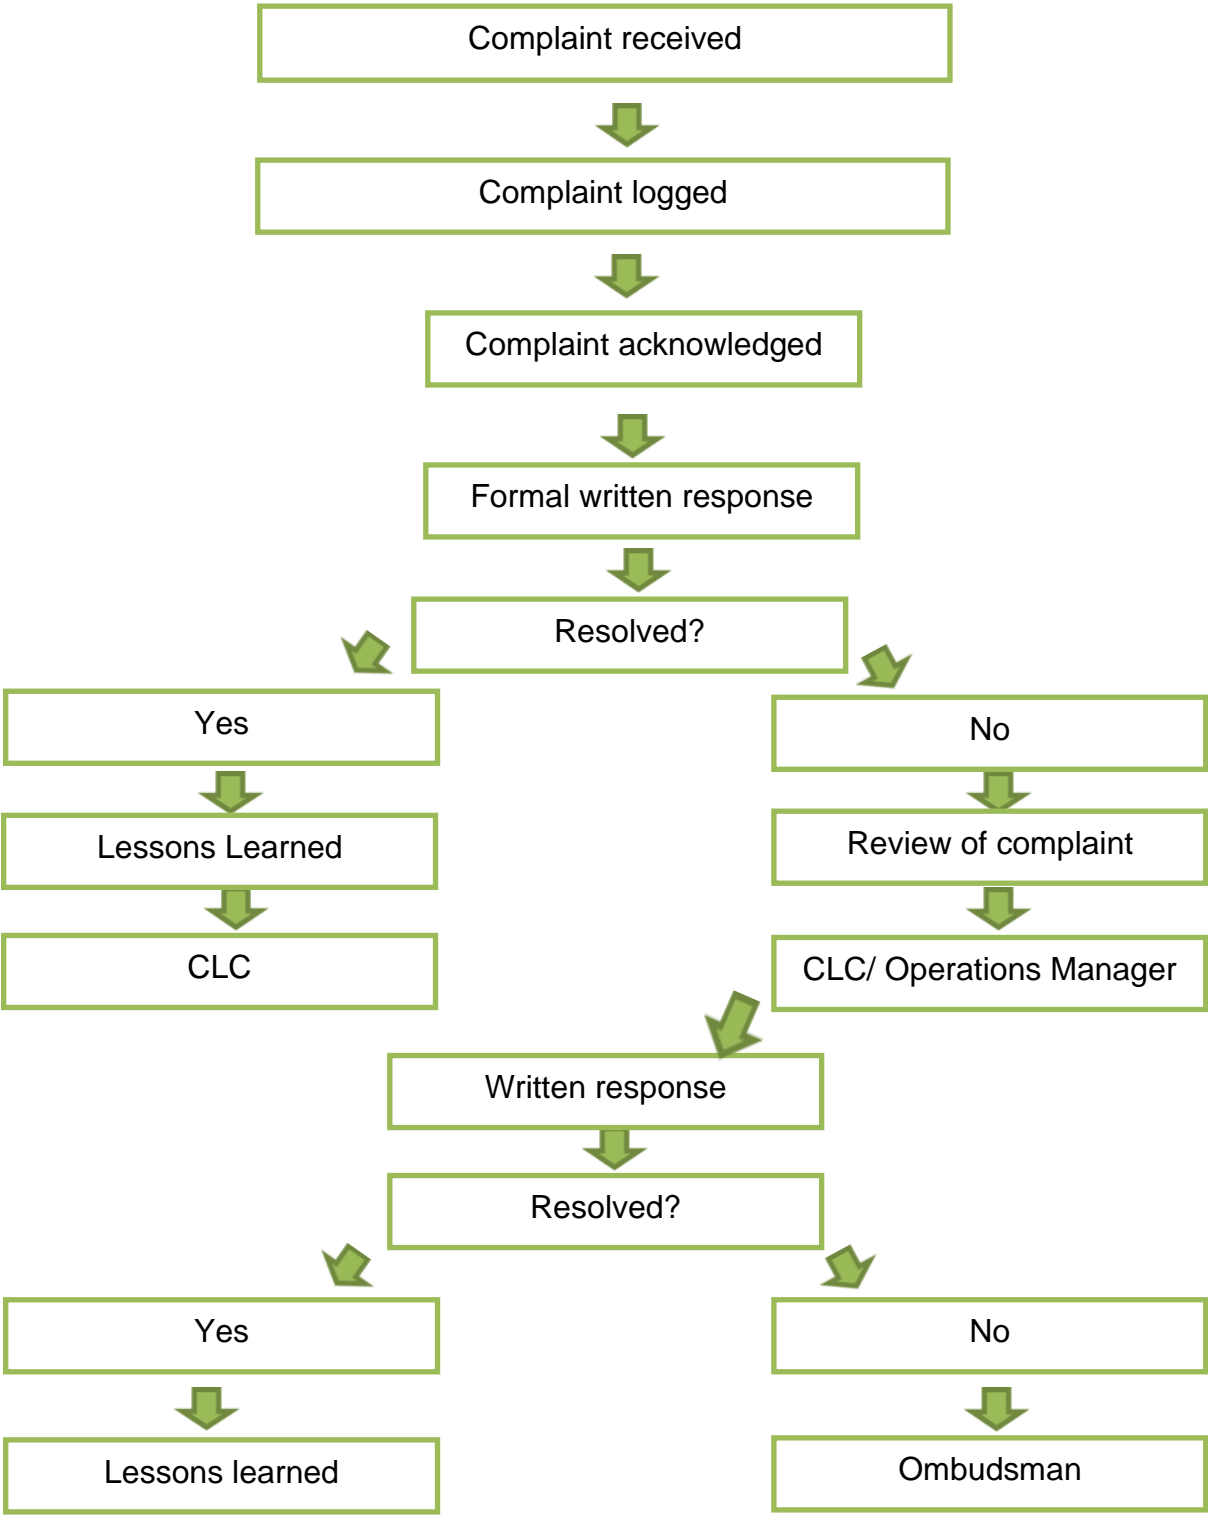 Complaint received
Complaint logged
Complaint acknowledged
Formal written response
Resolved?
Yes
No
Lessons Learned
Review of complaint
CLC
CLC/ Operations Manager
Written response
Resolved?
Yes
No
Lessons learned
Ombudsman